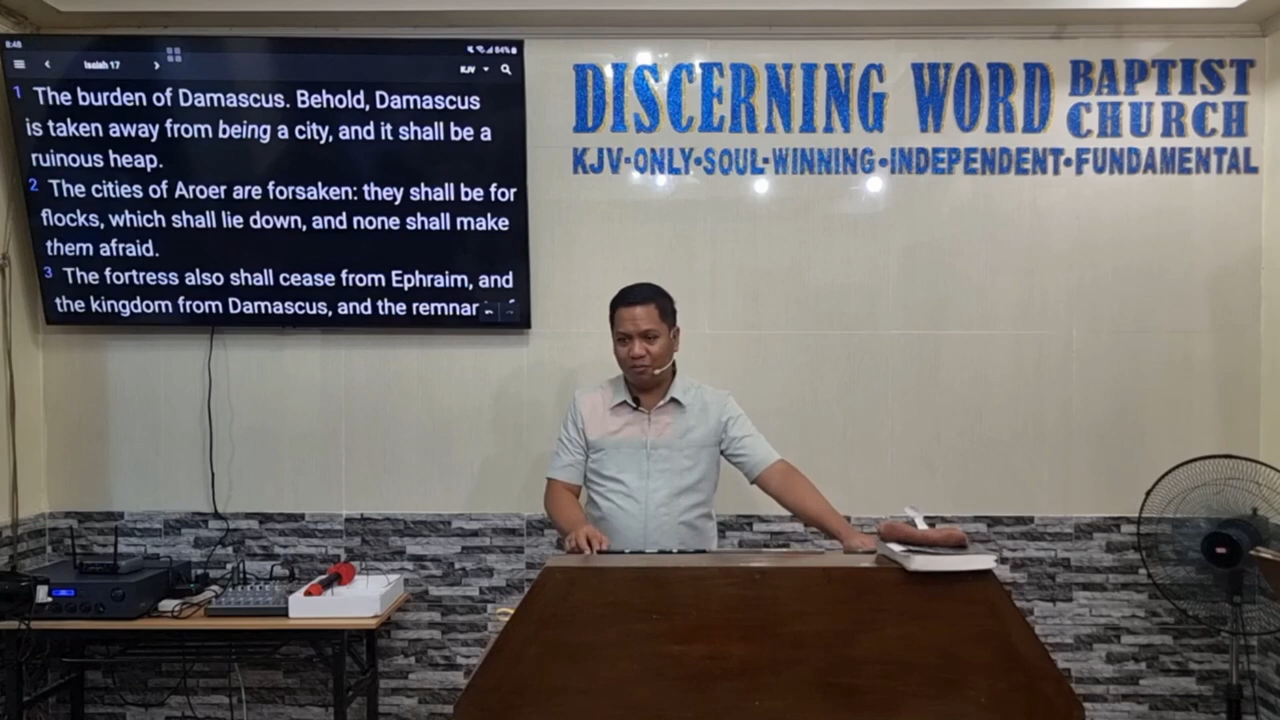 8:48
84%
Isaiah 17
KJV
1 The burden of Damascus. Behold, Damascus
is taken away from being a city, and it shall be a
ruinous heap.
2 The cities of Aroer are forsaken: they shall be for
flocks, which shall lie down, and none shall make
them afraid.
3 The fortress also shall cease from Ephraim, and
the kingdom from Damascus, and the remnar
DISCERNING WORD BAPTIST
CHURCH
KJV-ONLY•SOUL-WINNING•INDEPENDENT•FUNDAMENTAL